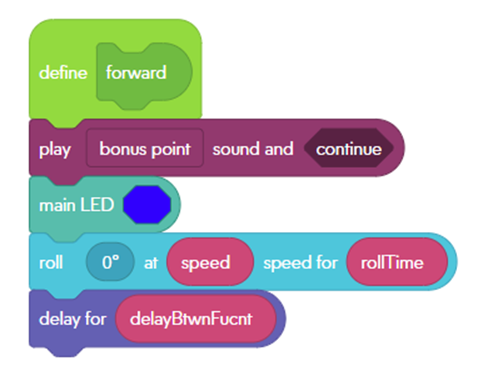 define forward
play bonus point sound and continue
main LED
roll 0° at speed speed for rollTime
delay for delayBtwnFucnt